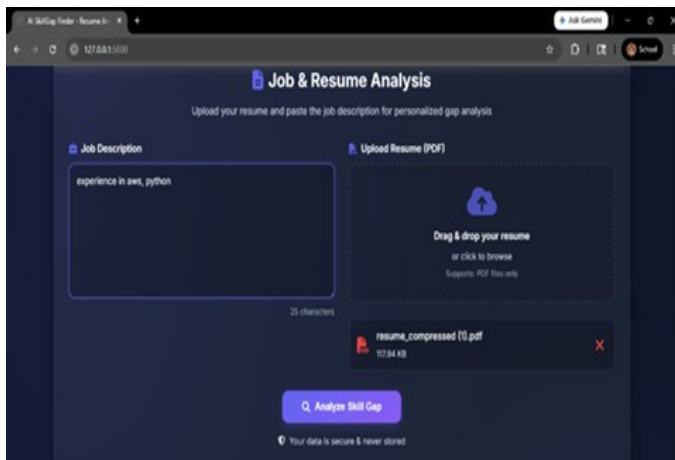 AI SkillGap Finder - Resume An
Ask Gemini
127.0.0.1:5000
School
Job & Resume Analysis
Upload your resume and paste the job description for personalized gap analysis
Job Description
experience in aws, python
25 characters
Upload Resume (PDF)
Drag & drop your resume
or click to browse
Supports: PDF files only
resume_compressed (1).pdf
117.94 KB
Analyze Skill Gap
Your data is secure & never stored